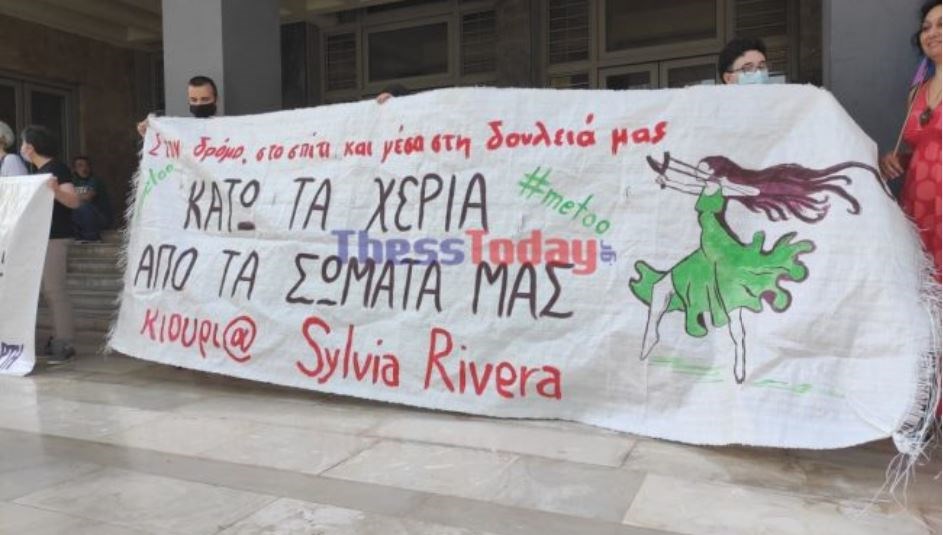 Στον δρόμο, στο σπίτι και μέσα στη δουλειά μας
#metoo
ΚΑΤΩ ΤΑ ΧΕΡΙΑ
#metoo
ΑΠΟ ΤΑ ΣΩΜΑΤΑ ΜΑΣ
κιουρι@ Sylvia Rivera
ThessToday.gr